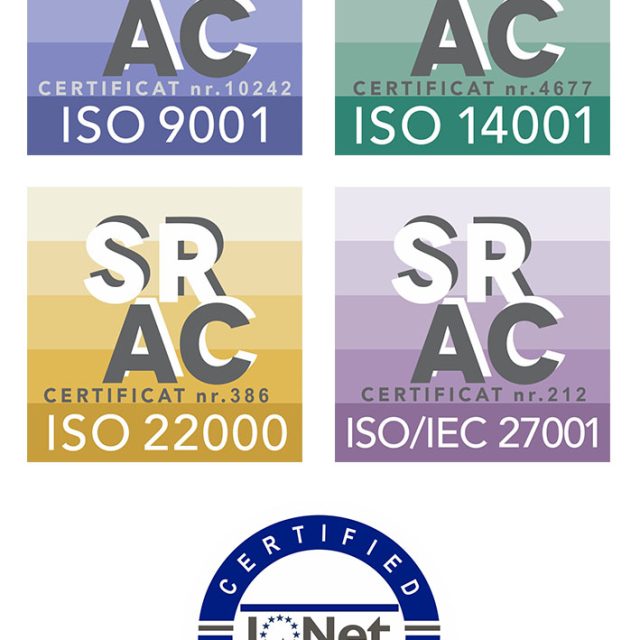 AC
CERTIFICAT nr.10242
ISO 9001
AC
CERTIFICAT nr.4677
ISO 14001
SR
AC
CERTIFICAT nr.386
ISO 22000
SR
AC
CERTIFICAT nr.212
ISO/IEC 27001
CERTIFIED
IQNet